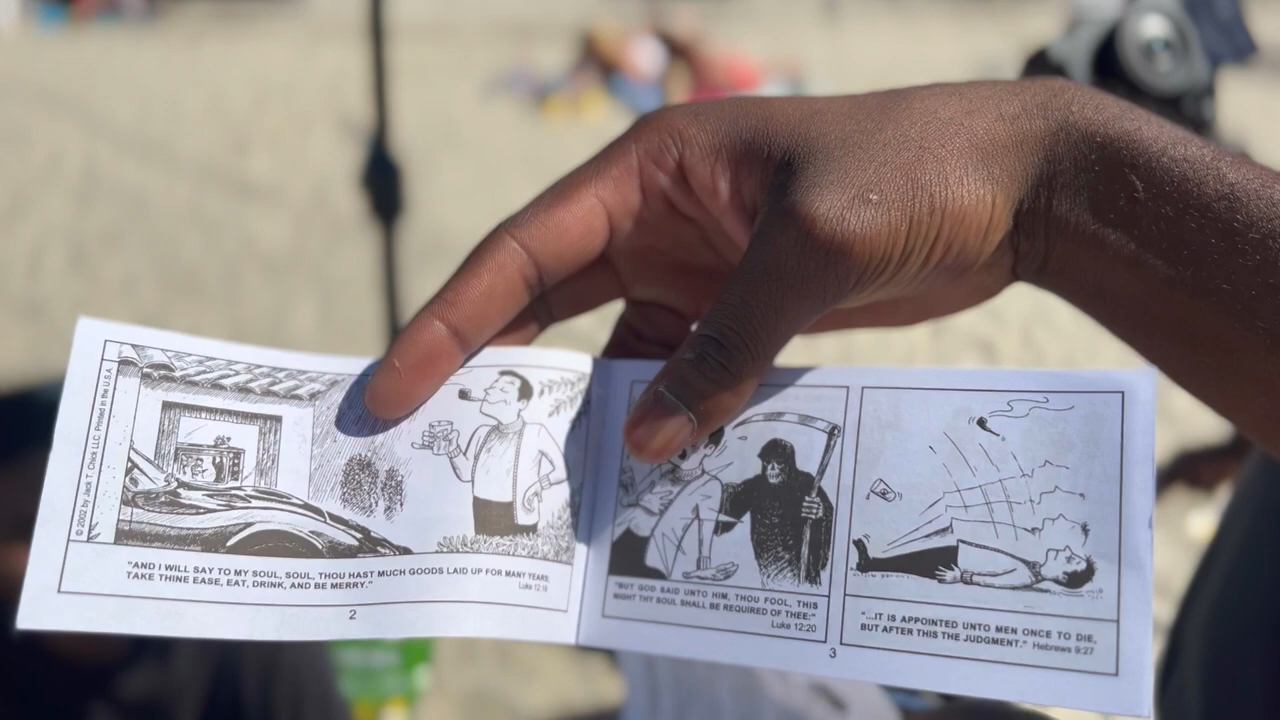 © 2002 by Jack T. Chick LLC Printed in the U.S.A.
"AND I WILL SAY TO MY SOUL, SOUL, THOU HAST MUCH GOODS LAID UP FOR MANY YEARS;
TAKE THINE EASE, EAT, DRINK, AND BE MERRY."
Luke 12:19
2
"BUT GOD SAID UNTO HIM, THOU FOOL, THIS
NIGHT THY SOUL SHALL BE REQUIRED OF THEE:"
Luke 12:20
"...IT IS APPOINTED UNTO MEN ONCE TO DIE,
BUT AFTER THIS THE JUDGMENT." Hebrews 9:27
3